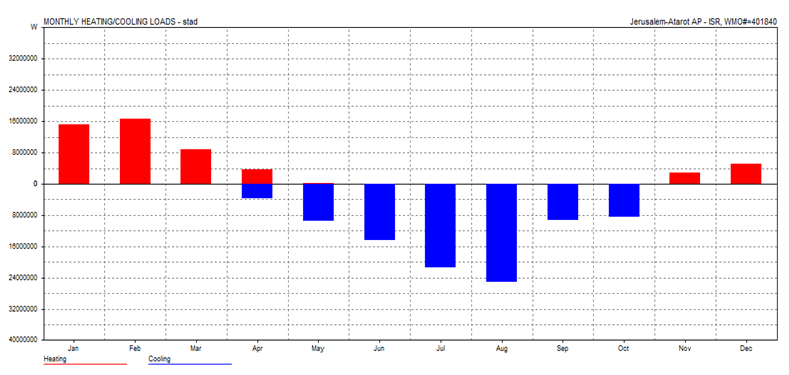 MONTHLY HEATING/COOLING LOADS - stad
Jerusalem-Atarot AP - ISR, WMO#=401840
W
32000000
24000000
16000000
8000000
0
8000000
16000000
24000000
32000000
40000000
Jan Feb Mar Apr May Jun Jul Aug Sep Oct Nov Dec
Heating Cooling